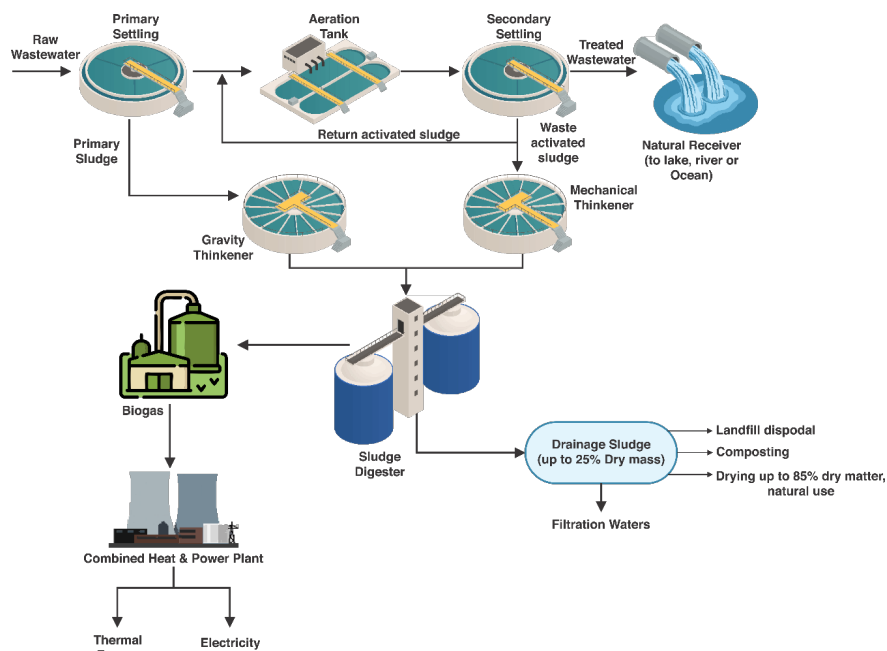 Primary
Settling
Aeration
Tank
Secondary
Settling
Raw
Wastewater
Treated
Wastewater
Return activated sludge
Primary
Sludge
Waste
activated
sludge
Natural Receiver
(to lake, river or
Ocean)
Mechanical
Thinkener
Gravity
Thinkener
Biogas
Sludge
Digester
Drainage Sludge
(up to 25% Dry mass)
Landfill dispodal
Composting
Drying up to 85% dry matter,
natural use
Filtration Waters
Combined Heat & Power Plant
Thermal
Electricity